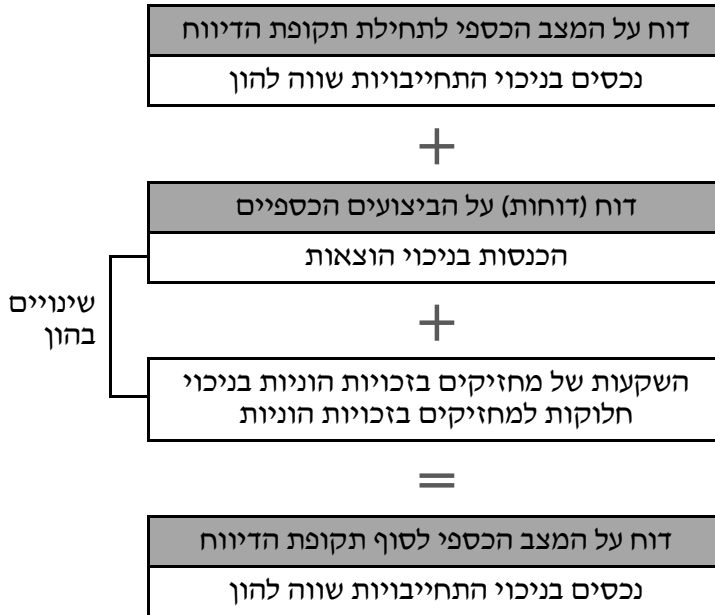 דוח על המצב הכספי לתחילת תקופת הדיווח
נכסים בניכוי התחייבויות שווה להון
+
דוח (דוחות) על הביצועים הכספיים
הכנסות בניכוי הוצאות
שינויים
בהון
+
השקעות של מחזיקים בזכויות הוניות בניכוי
חלוקות למחזיקים בזכויות הוניות
=
דוח על המצב הכספי לסוף תקופת הדיווח
נכסים בניכוי התחייבויות שווה להון